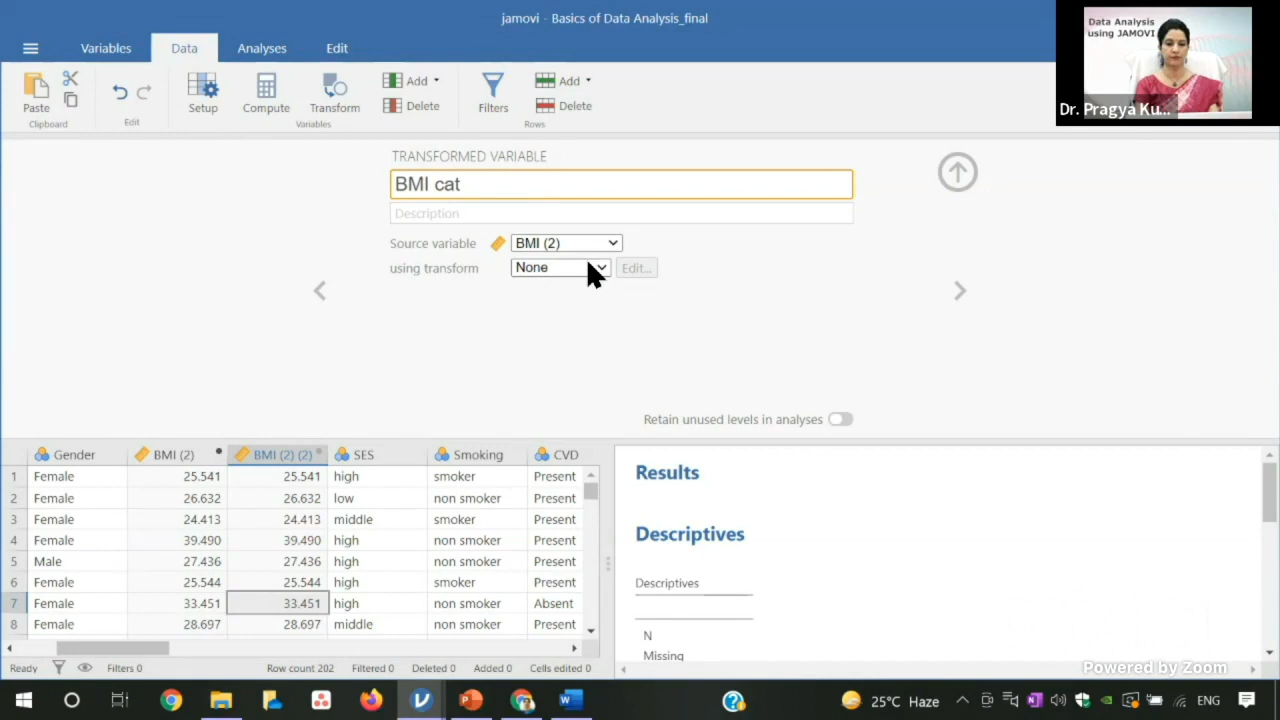 jamovi - Basics of Data Analysis_final
Variables Data Analyses Edit
Paste Setup Compute Transform Add Delete Filters Add Delete
Clipboard Edit Variables Rows
Data Analysis
using JAMOVI
Dr. Pragya Ku...
TRANSFORMED VARIABLE
BMI cat
Description
Source variable BMI (2)
using transform None Edit...
Retain unused levels in analyses
Gender BMI (2) BMI (2) (2) SES Smoking CVD
1 Female 25.541 25.541 high smoker Present
2 Female 26.632 26.632 low non smoker Present
3 Female 24.413 24.413 middle smoker Present
4 Female 39.490 39.490 high non smoker Present
5 Male 27.436 27.436 high non smoker Present
6 Female 25.544 25.544 high smoker Present
7 Female 33.451 33.451 high non smoker Absent
8 Female 28.697 28.697 middle non smoker Present
Ready Filters 0 Row count 202 Filtered 0 Deleted 0 Added 0 Cells edited 0
Results
Descriptives
Descriptives
N
Missing
Powered by Zoom
25°C Haze ENG